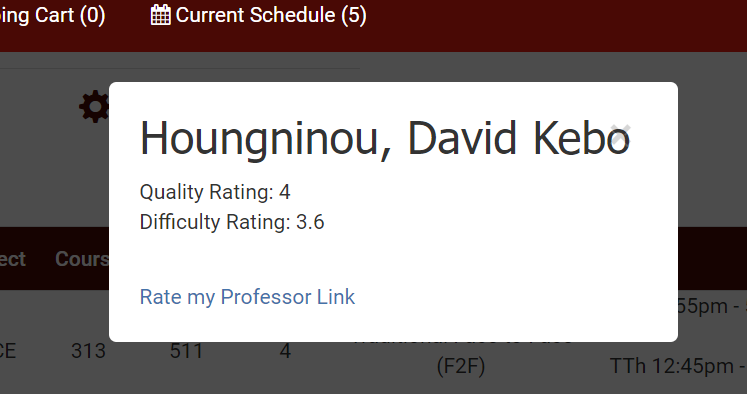 ing Cart (0) Current Schedule (5)
Houngninou, David Kebo
Quality Rating: 4
Difficulty Rating: 3.6
ect Cours
Rate my Professor Link
55pm -
CE 313 511 4
(F2F) TTh 12:45pm -